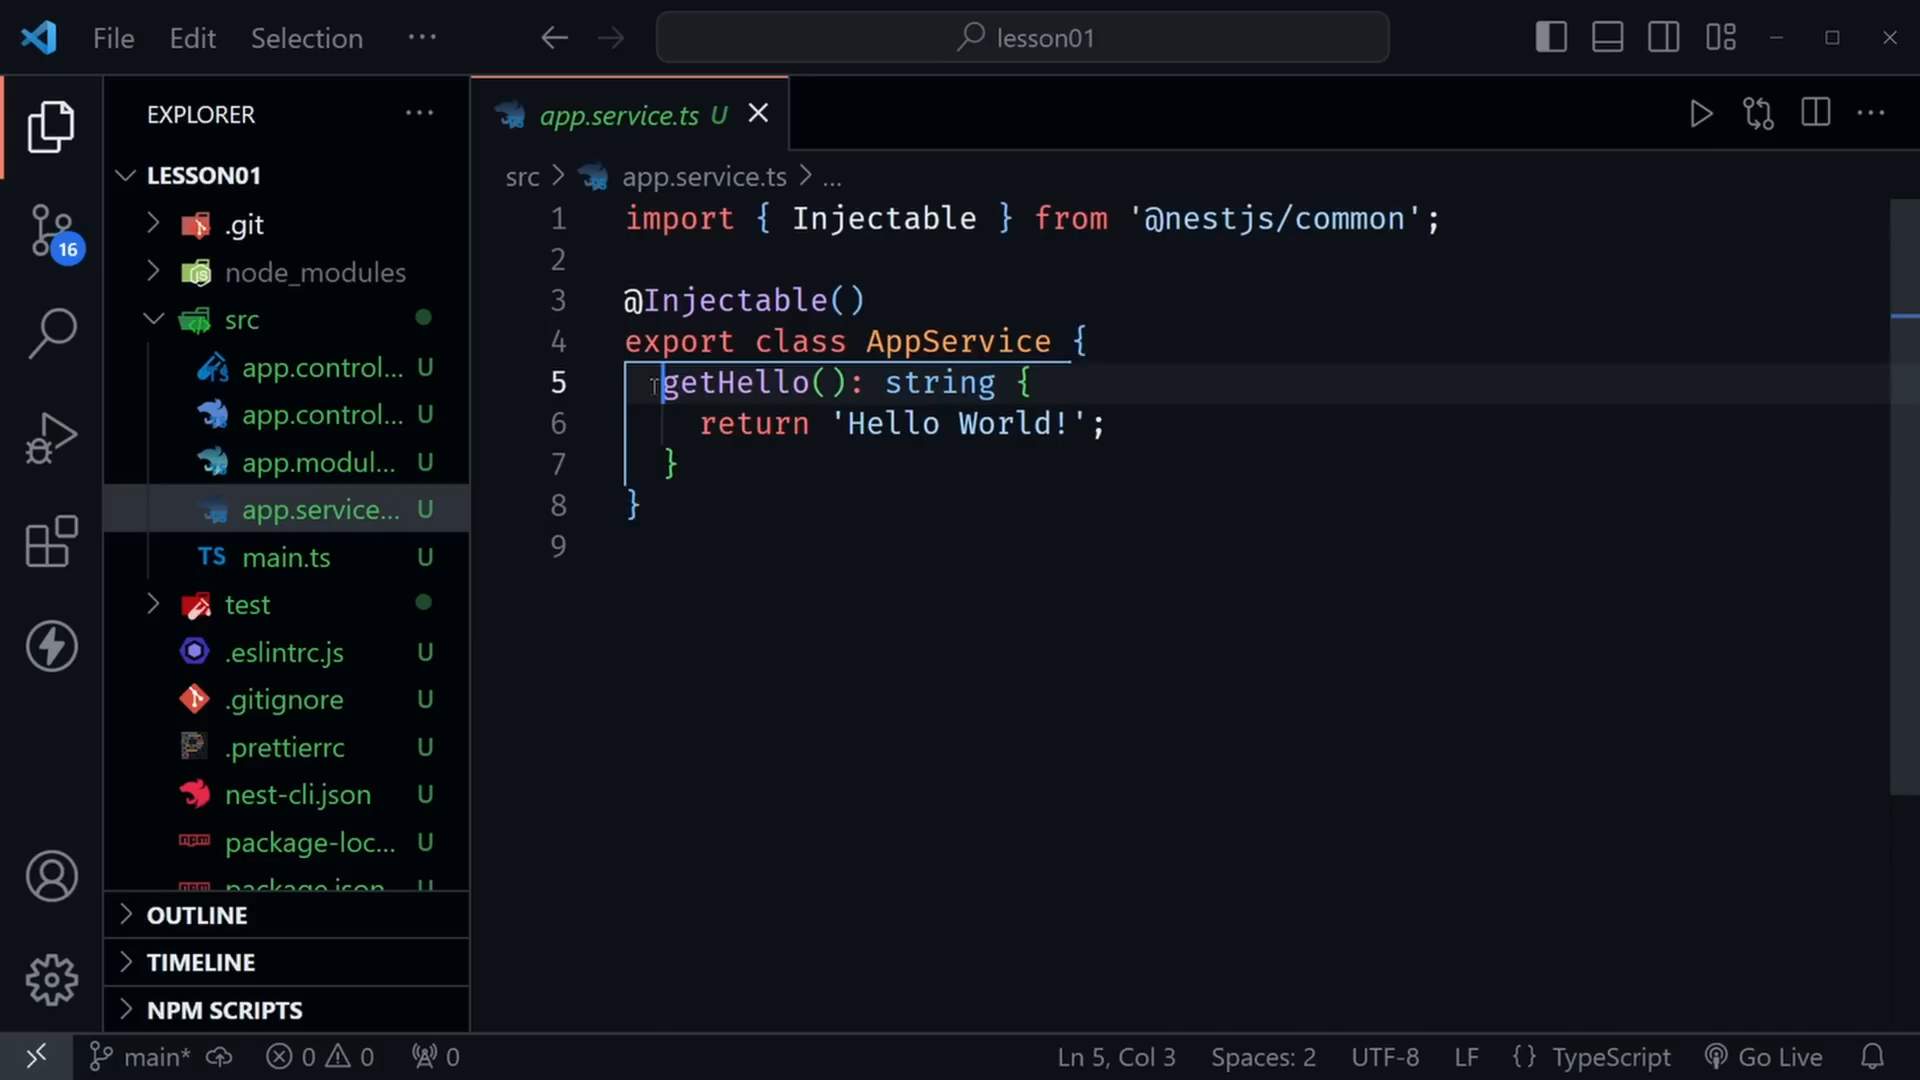 File Edit Selection ···
lesson01
EXPLORER ···
LESSON01
.git
node_modules
src
app.control... U
app.control... U
app.modul... U
app.service... U
TS main.ts U
test
.eslintrc.js U
.gitignore U
.prettierrc U
nest-cli.json U
package-loc... U
package.json U
OUTLINE
TIMELINE
NPM SCRIPTS
16
app.service.ts U
src > app.service.ts > ...
1 import { Injectable } from '@nestjs/common';
2
3 @Injectable()
4 export class AppService {
5 getHello(): string {
6 return 'Hello World!';
7 }
8 }
9
main* 0 0 0 Ln 5, Col 3 Spaces: 2 UTF-8 LF {} TypeScript Go Live